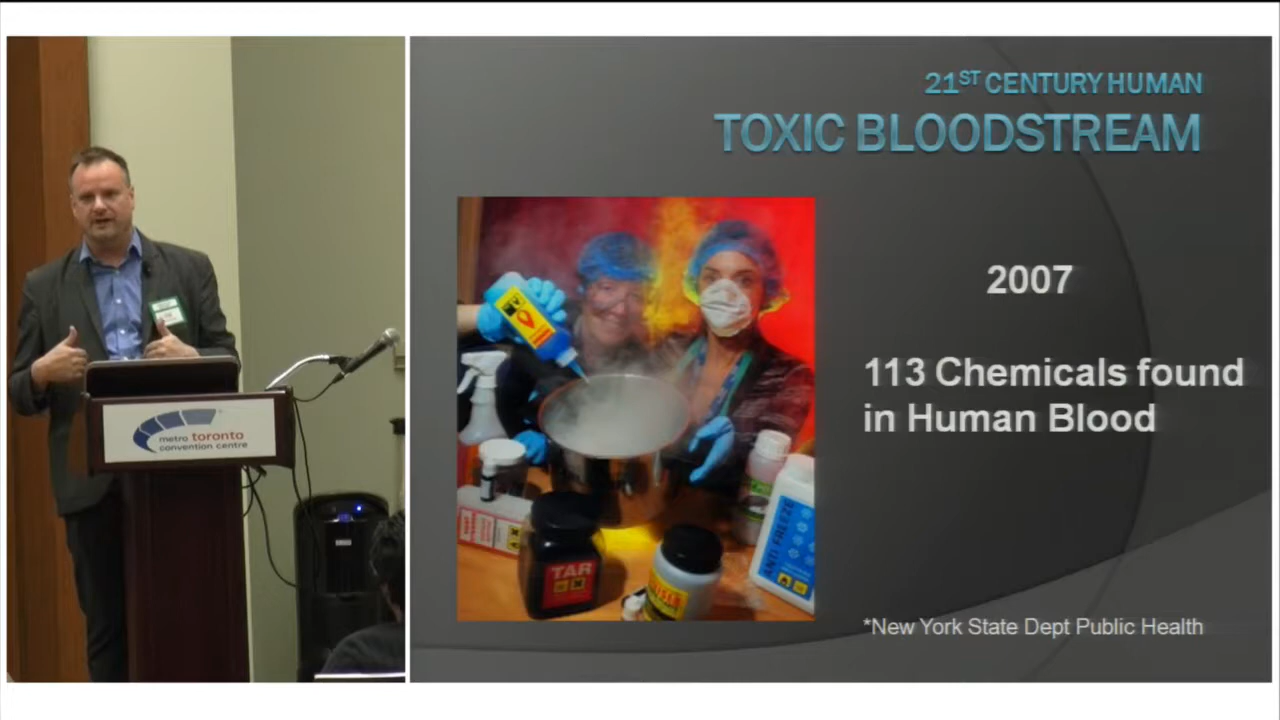 21ST CENTURY HUMAN
TOXIC BLOODSTREAM
2007
113 Chemicals found
in Human Blood
*New York State Dept Public Health
metro toronto
convention centre
TAR
ANTI FREEZE